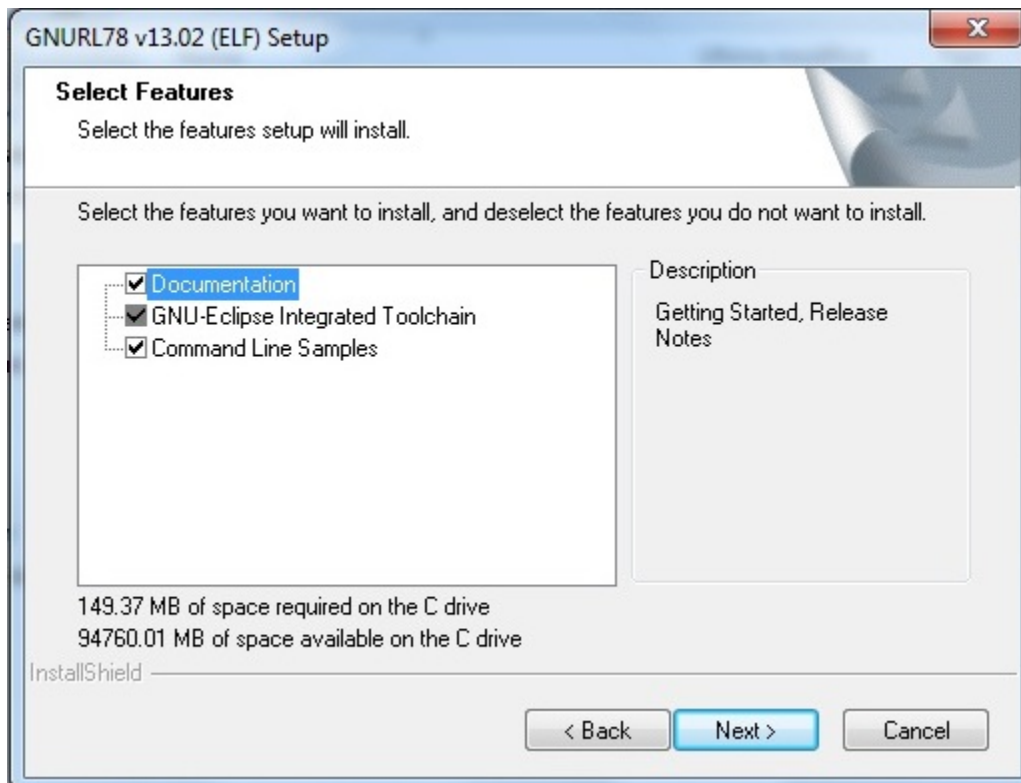 GNURL78 v13.02 (ELF) Setup
Select Features
Select the features setup will install.
Select the features you want to install, and deselect the features you do not want to install.
Documentation
GNU-Eclipse Integrated Toolchain
Command Line Samples
Description
Getting Started, Release
Notes
149.37 MB of space required on the C drive
94760.01 MB of space available on the C drive
InstallShield
< Back
Next >
Cancel